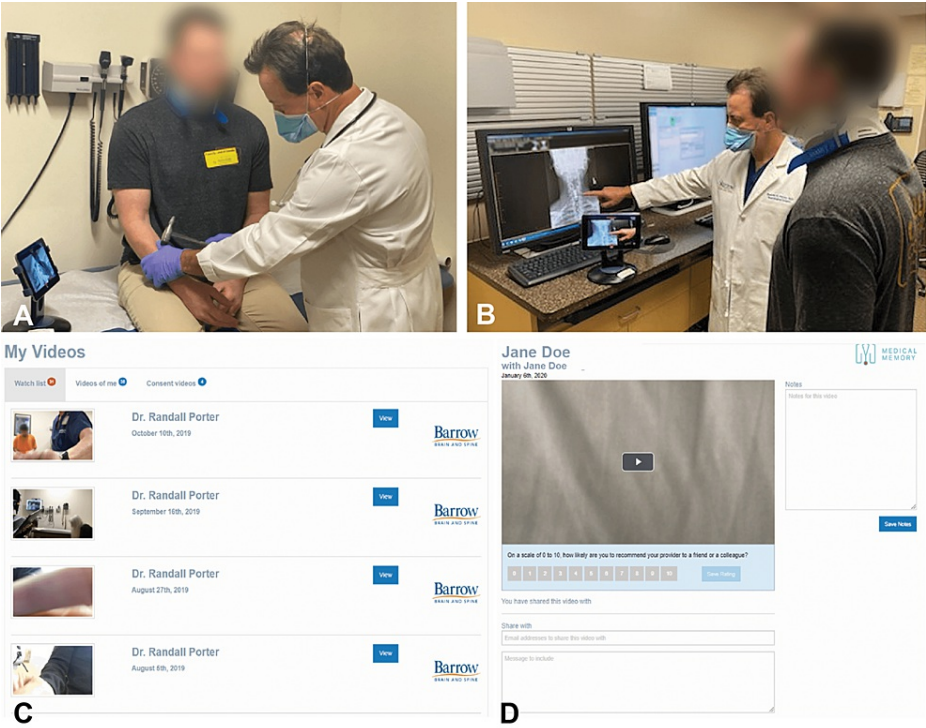 A
B
My Videos
Watch list
Videos of me
Consent videos
Dr. Randall Porter
October 10th, 2019
View
Barrow
BRAIN AND SPINE
Dr. Randall Porter
September 16th, 2019
View
Barrow
BRAIN AND SPINE
Dr. Randall Porter
August 27th, 2019
View
Barrow
BRAIN AND SPINE
Dr. Randall Porter
August 6th, 2019
View
Barrow
BRAIN AND SPINE
C
Jane Doe
with Jane Doe
January 6th, 2020
MEDICAL
MEMORY
Notes
Notes for this video
Save Notes
On a scale of 0 to 10, how likely are you to recommend your provider to a friend or a colleague?
0 1 2 3 4 5 6 7 8 9 10
Save Rating
You have shared this video with
Share with
Email addresses to share this video with
Message to include
D